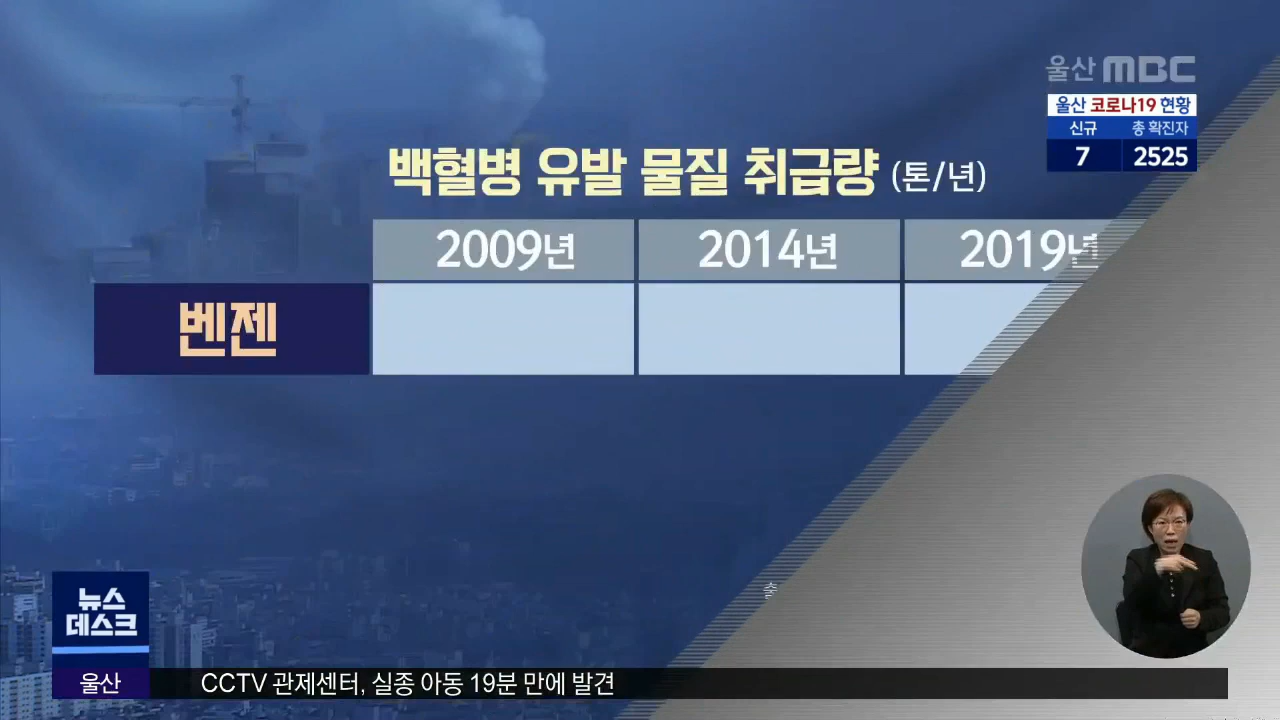 울산 MBC
울산 코로나19 현황
신규 총 확진자
7 2525
백혈병 유발 물질 취급량 (톤/년)
2009년 2014년 2019년
벤젠
출
뉴스
데스크
울산 CCTV 관제센터, 실종 아동 19분 만에 발견